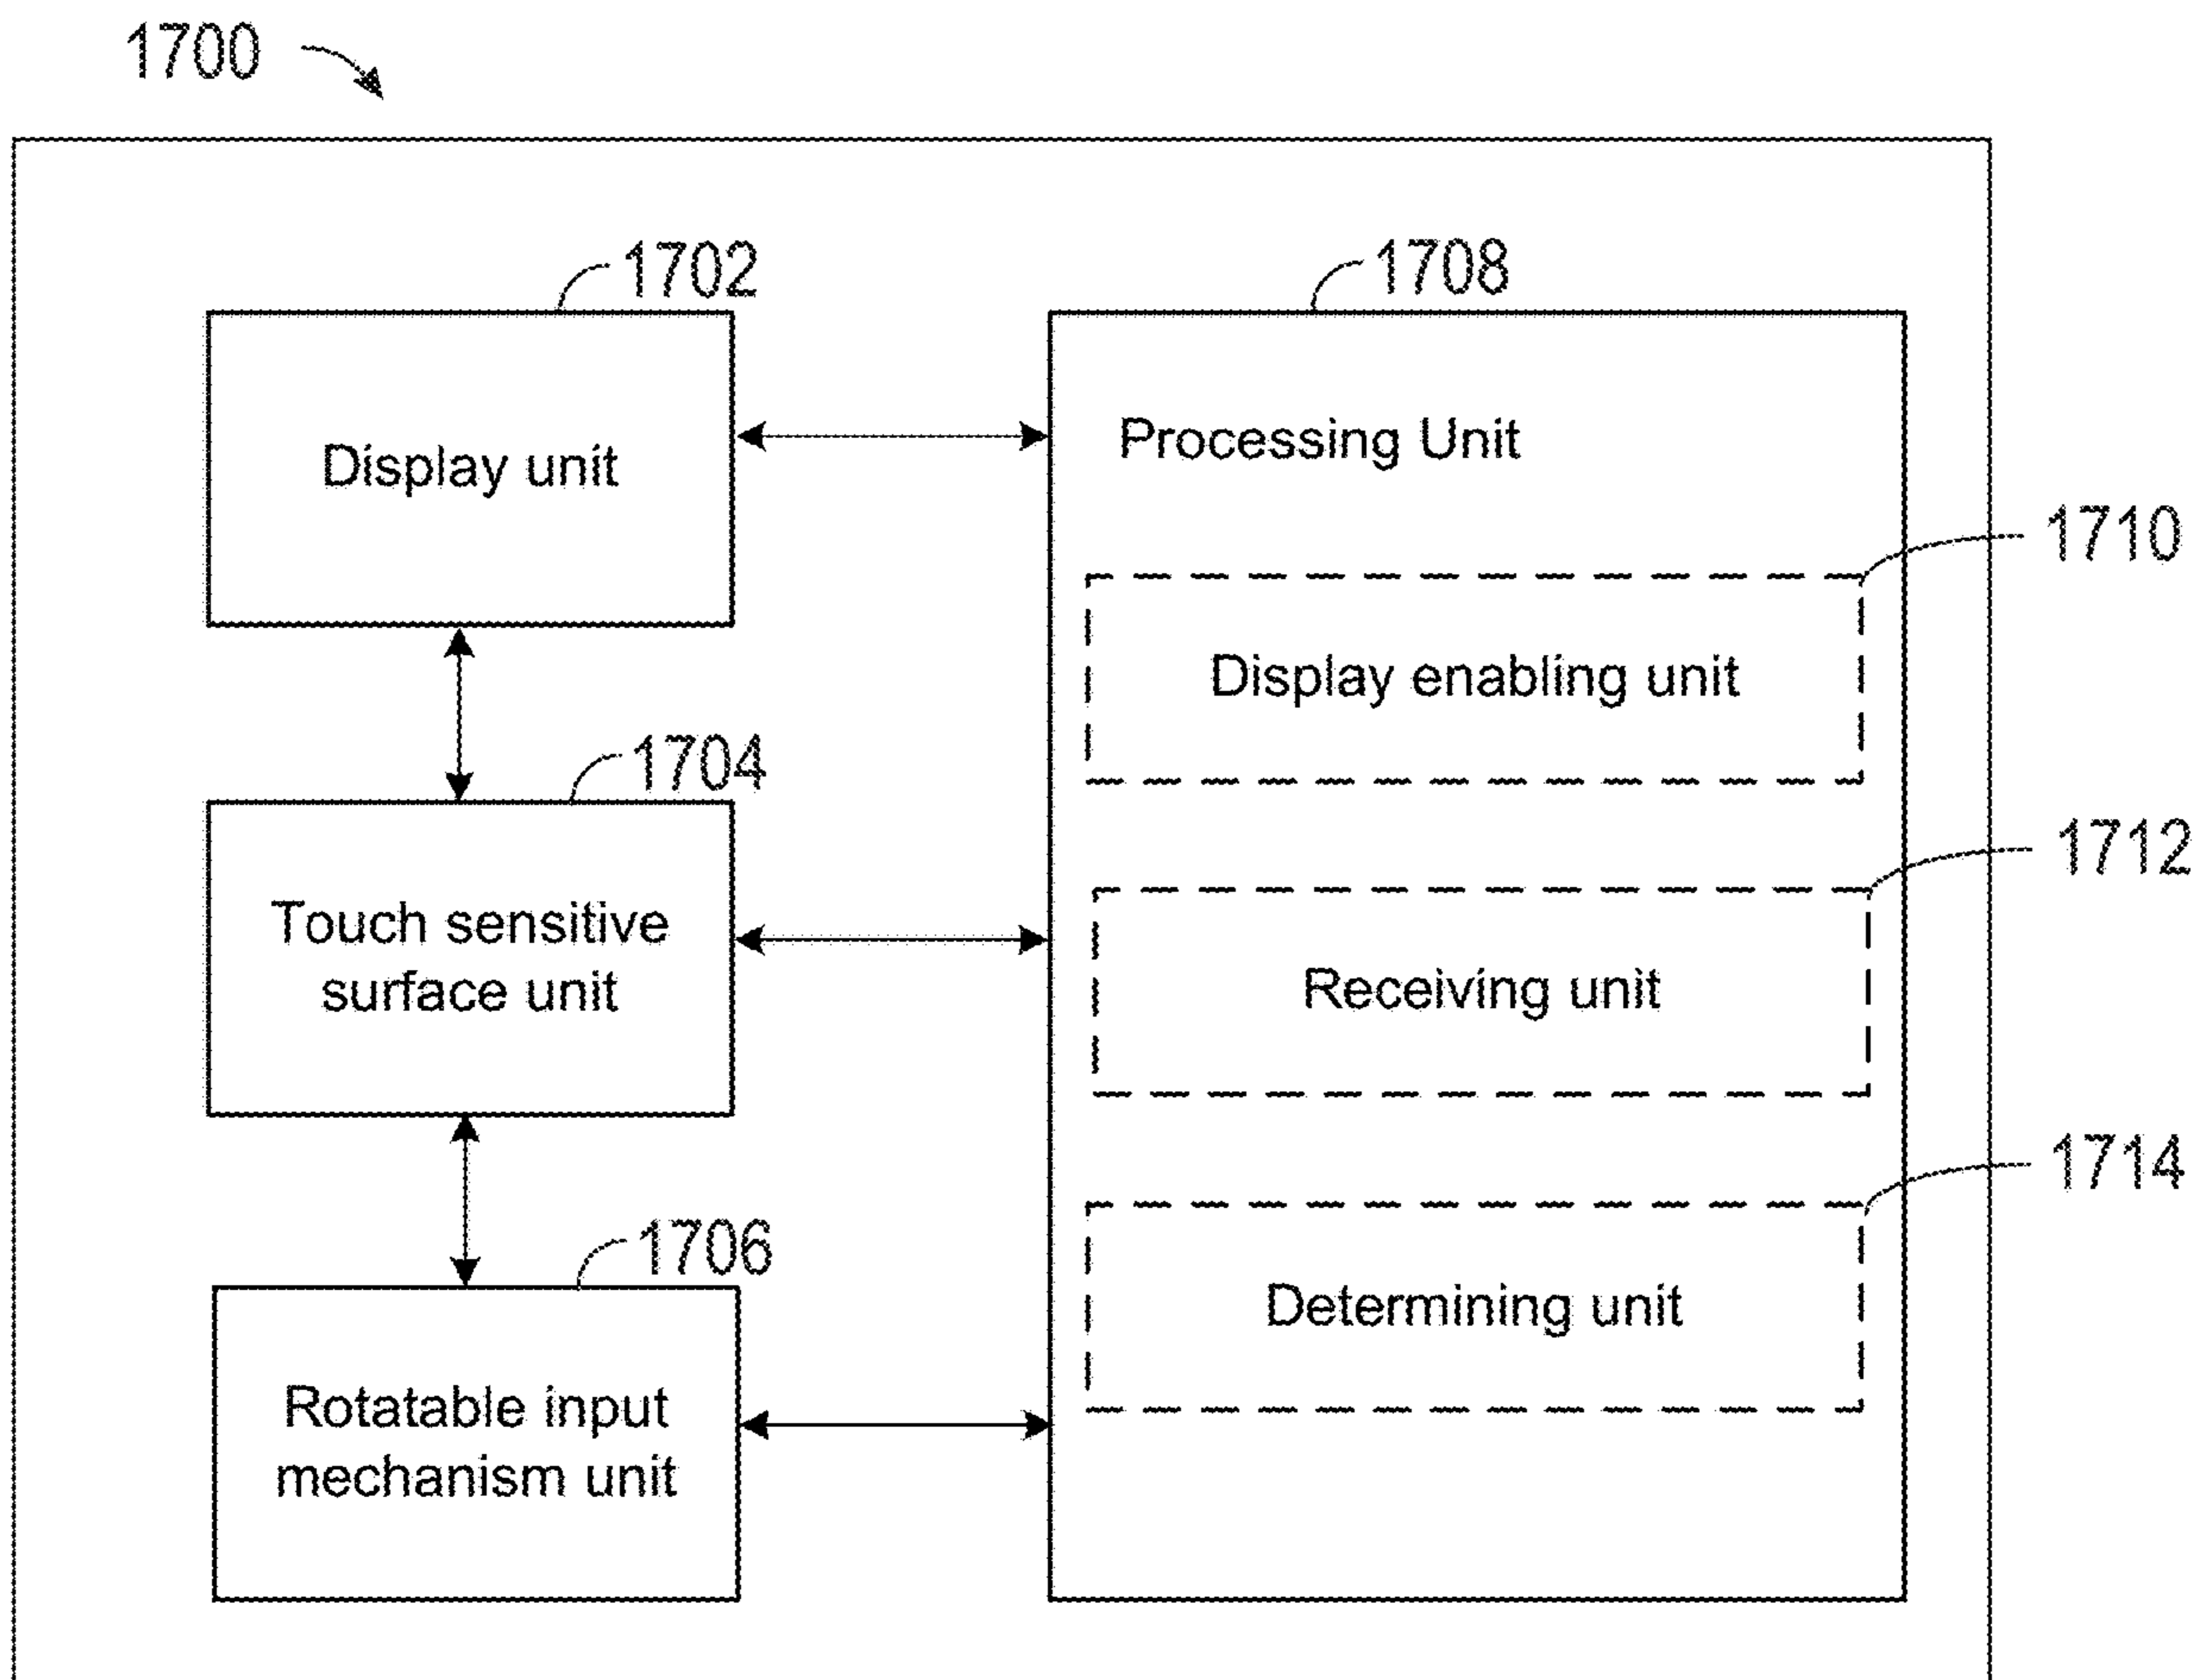 1700
1702
1708
Display unit
Processing Unit
1710
Display enabling unit
1704
1712
Touch sensitive
surface unit
Receiving unit
1714
1706
Determining unit
Rotatable input
mechanism unit